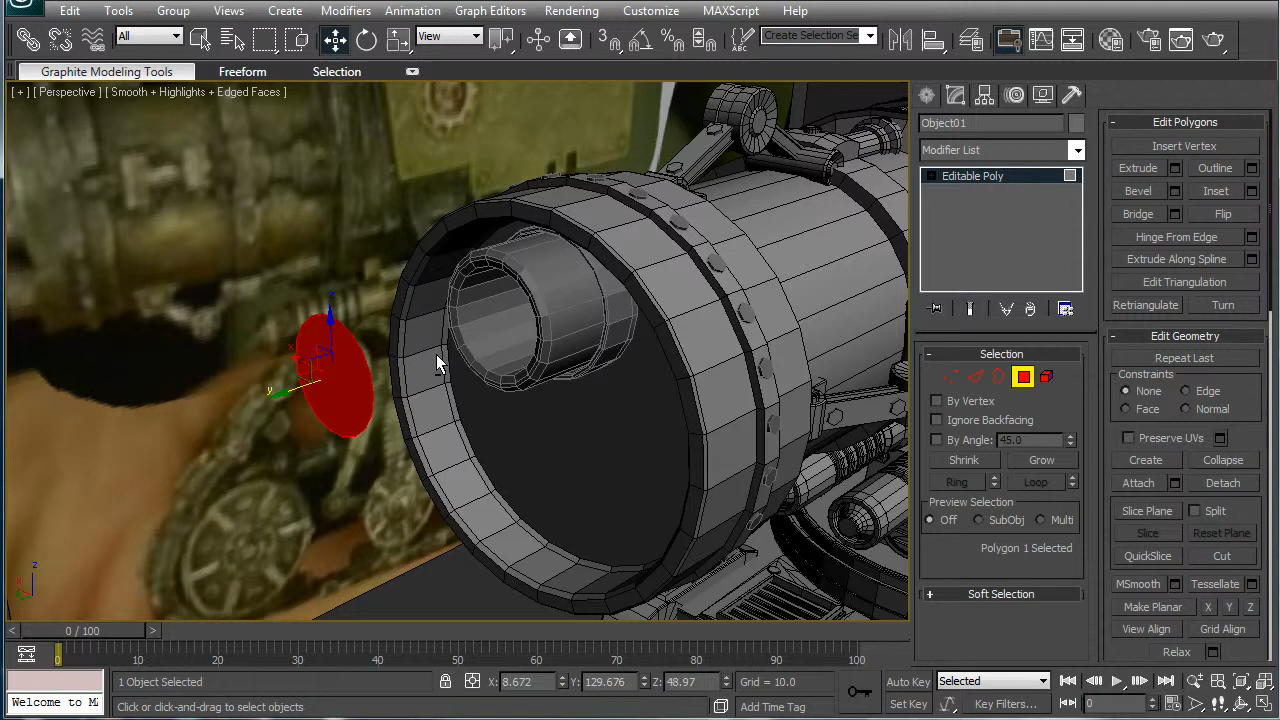 Edit Tools Group Views Create Modifiers Animation Graph Editors Rendering Customize MAXScript Help
All View 3 Create Selection Se
Graphite Modeling Tools Freeform Selection
[ + ] [ Perspective ] [ Smooth + Highlights + Edged Faces ]
Object01
Modifier List
Editable Poly
- Selection
By Vertex
Ignore Backfacing
By Angle: 45.0
Shrink Grow
Ring Loop
Preview Selection
Off SubObj Multi
Polygon 1 Selected
+ Soft Selection
- Edit Polygons
Insert Vertex
Extrude Outline
Bevel Inset
Bridge Flip
Hinge From Edge
Extrude Along Spline
Edit Triangulation
Retriangulate Turn
- Edit Geometry
Repeat Last
Constraints
None Edge
Face Normal
Preserve UVs
Create Collapse
Attach Detach
Slice Plane Split
Slice Reset Plane
QuickSlice Cut
MSmooth Tessellate
Make Planar X Y Z
View Align Grid Align
Relax
z
x
y
z
x
< 0 / 100 >
0 10 20 30 40 50 60 70 80 90 100
1 Object Selected X: 8.672 Y: 129.676 Z: 48.97 Grid = 10.0 Auto Key Selected
Welcome to M Click or click-and-drag to select objects Add Time Tag Set Key Key Filters... 0